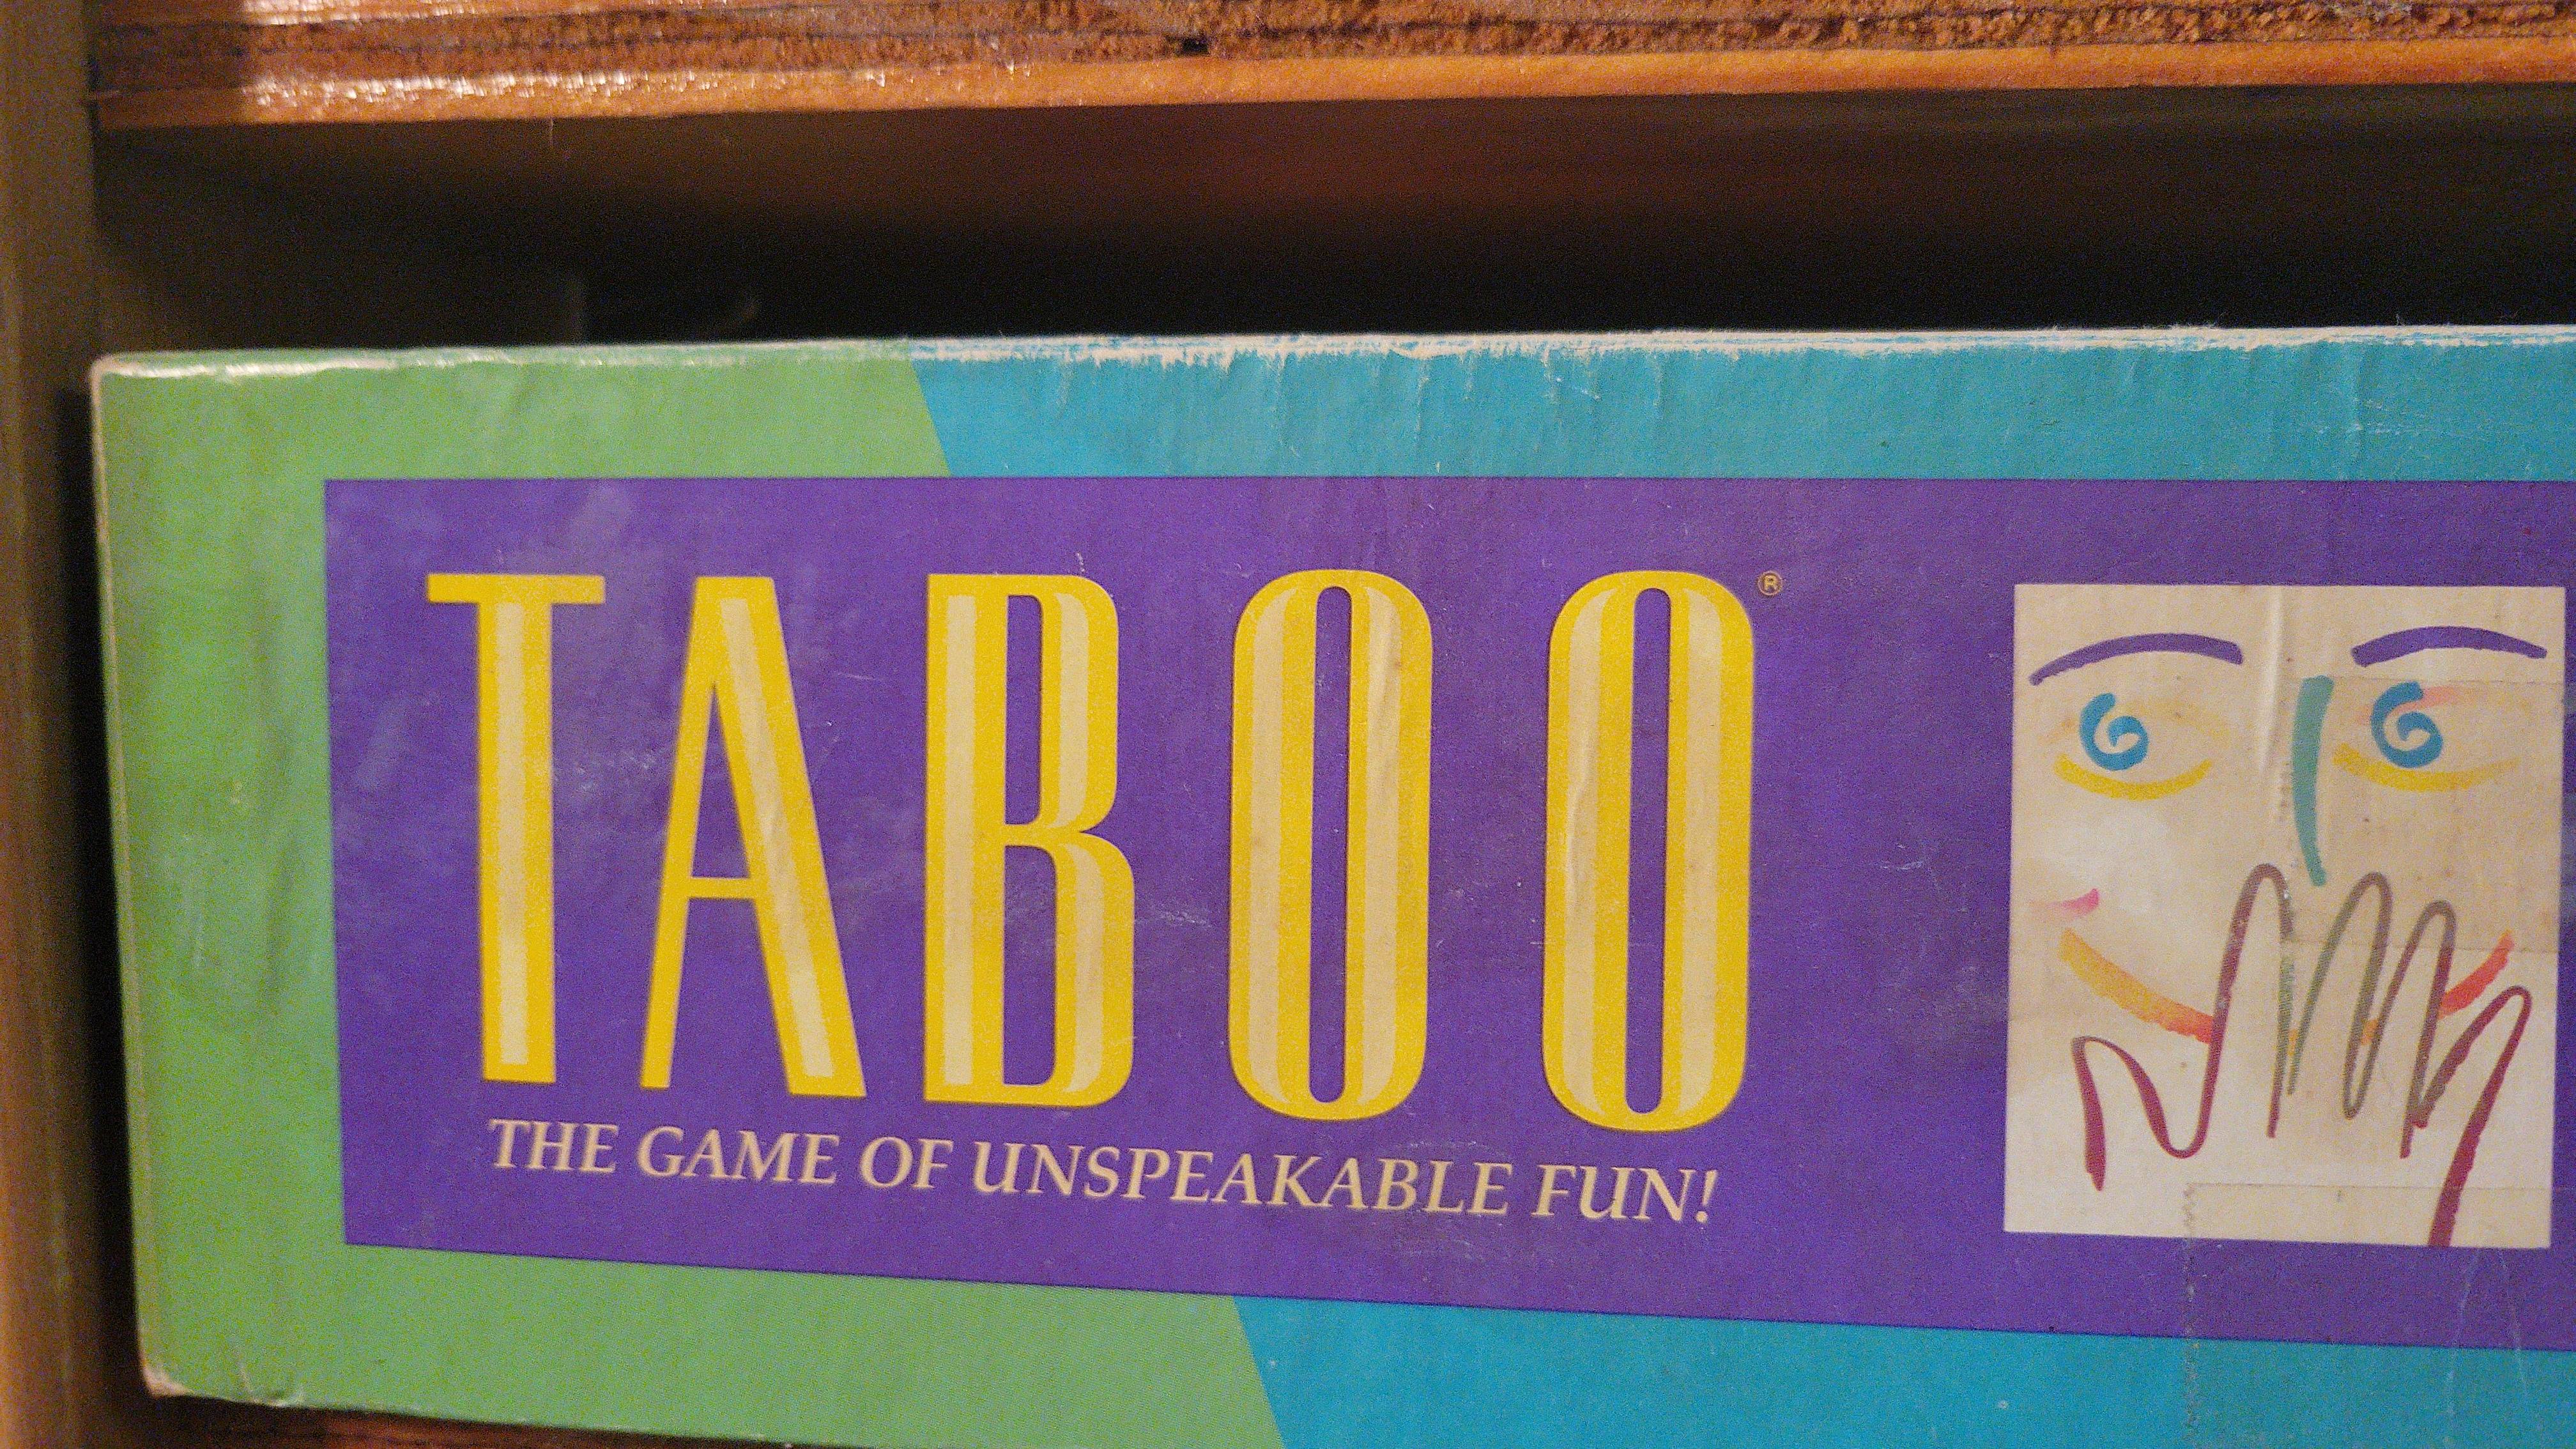 TABOO®
THE GAME OF UNSPEAKABLE FUN!